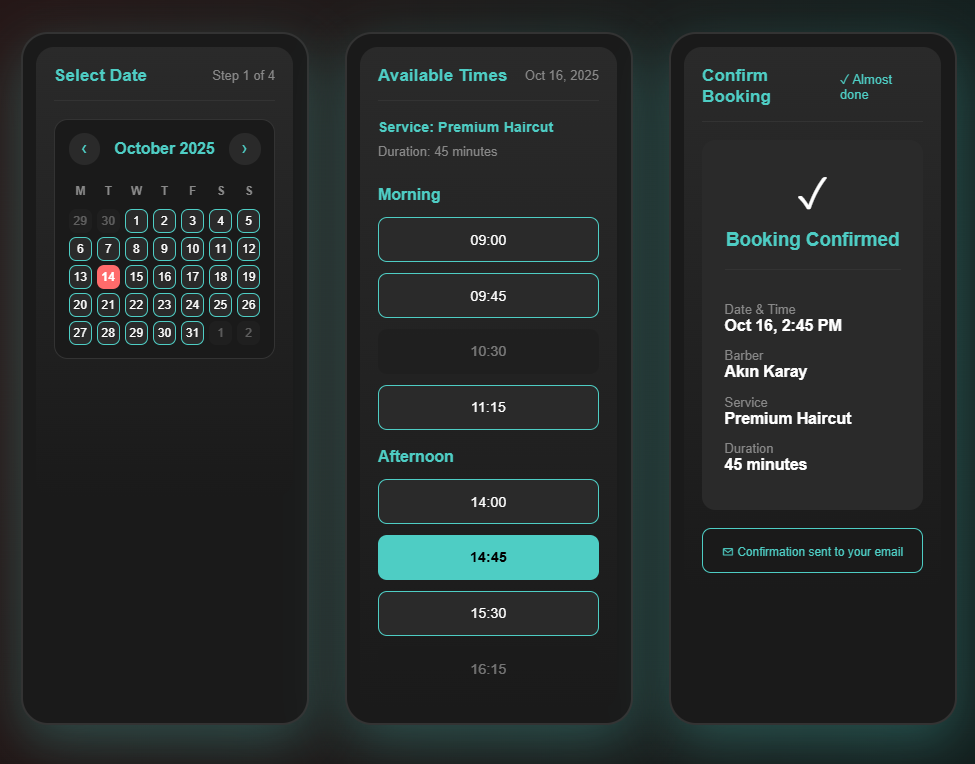 Select Date
Step 1 of 4
‹ October 2025 ›
M T W T F S S
29 30 1 2 3 4 5
6 7 8 9 10 11 12
13 14 15 16 17 18 19
20 21 22 23 24 25 26
27 28 29 30 31 1 2
Available Times
Oct 16, 2025
Service: Premium Haircut
Duration: 45 minutes
Morning
09:00
09:45
10:30
11:15
Afternoon
14:00
14:45
15:30
16:15
Confirm
Booking
✓ Almost
done
✓
Booking Confirmed
Date & Time
Oct 16, 2:45 PM
Barber
Akın Karay
Service
Premium Haircut
Duration
45 minutes
Confirmation sent to your email